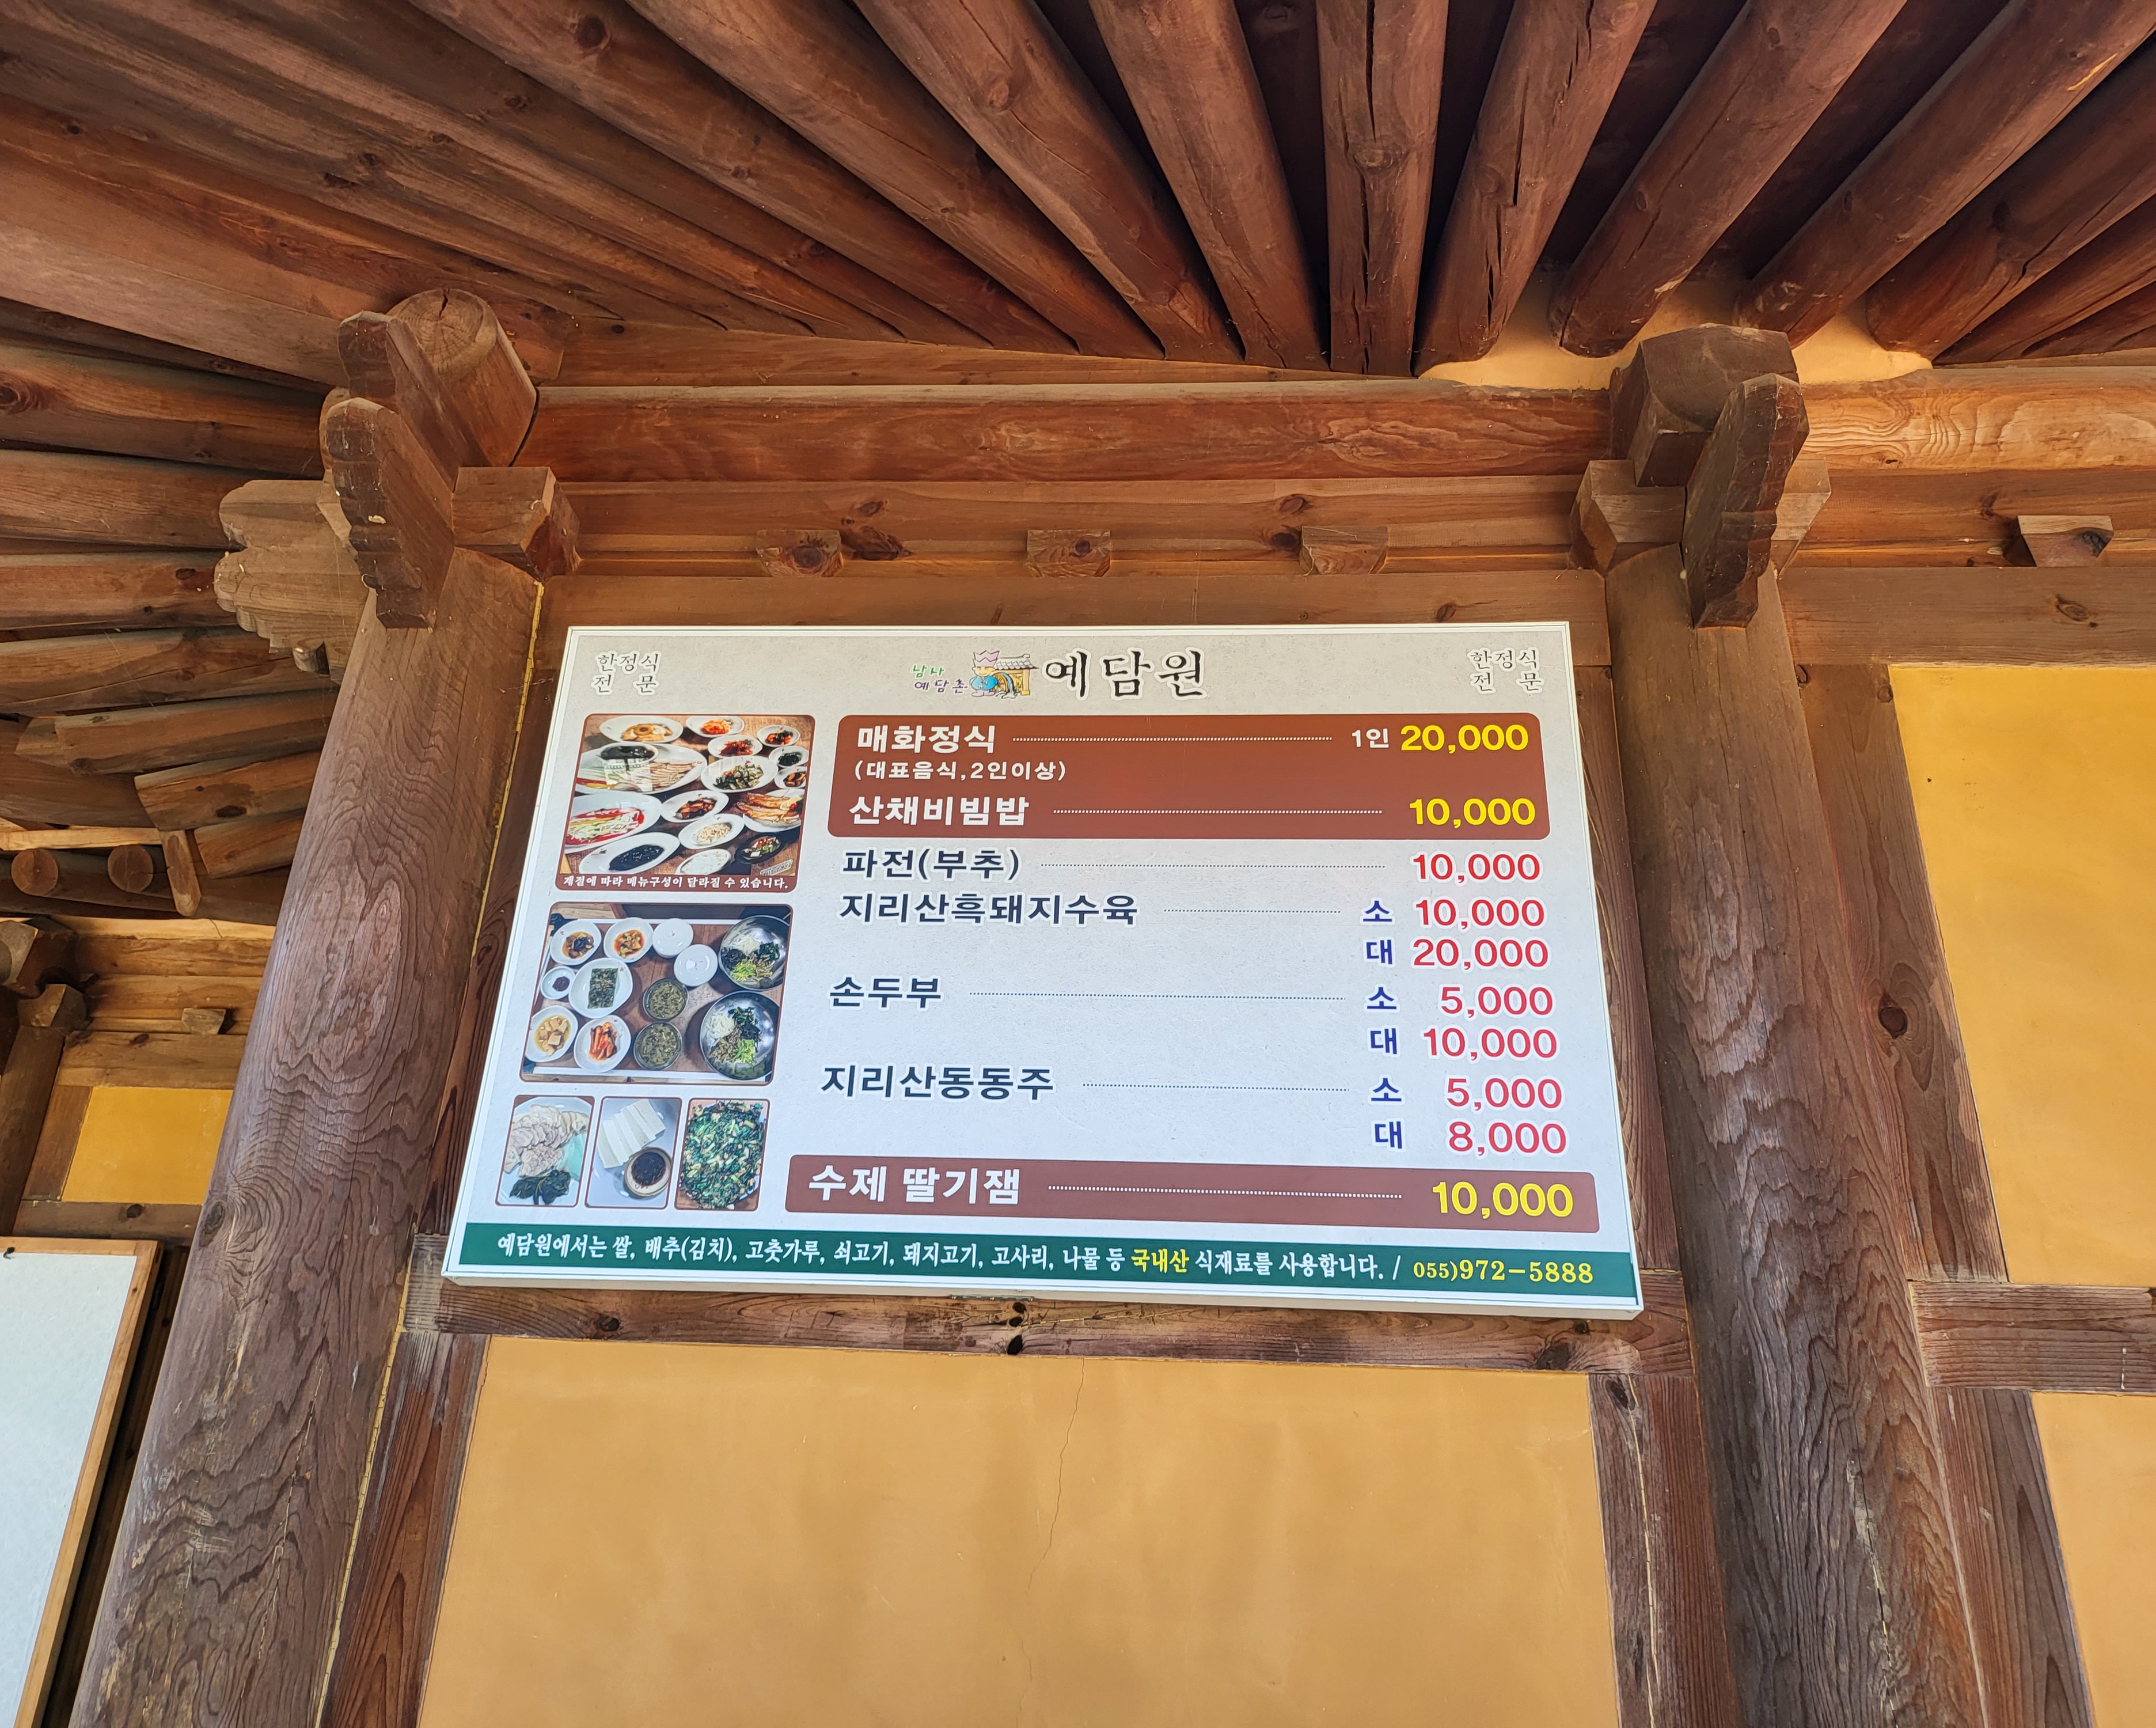 한정식
전 문
남사
예담촌
예담원
한정식
전 문
매화정식 1인 20,000
(대표음식,2인이상)
산채비빔밥 10,000
파전(부추) 10,000
지리산흑돼지수육 소 10,000
대 20,000
손두부 소 5,000
대 10,000
지리산동동주 소 5,000
대 8,000
수제 딸기잼 10,000
계절에 따라 메뉴구성이 달라질 수 있습니다.
예담원에서는 쌀, 배추(김치), 고춧가루, 쇠고기, 돼지고기, 고사리, 나물 등 국내산 식재료를 사용합니다. / 055)972-5888